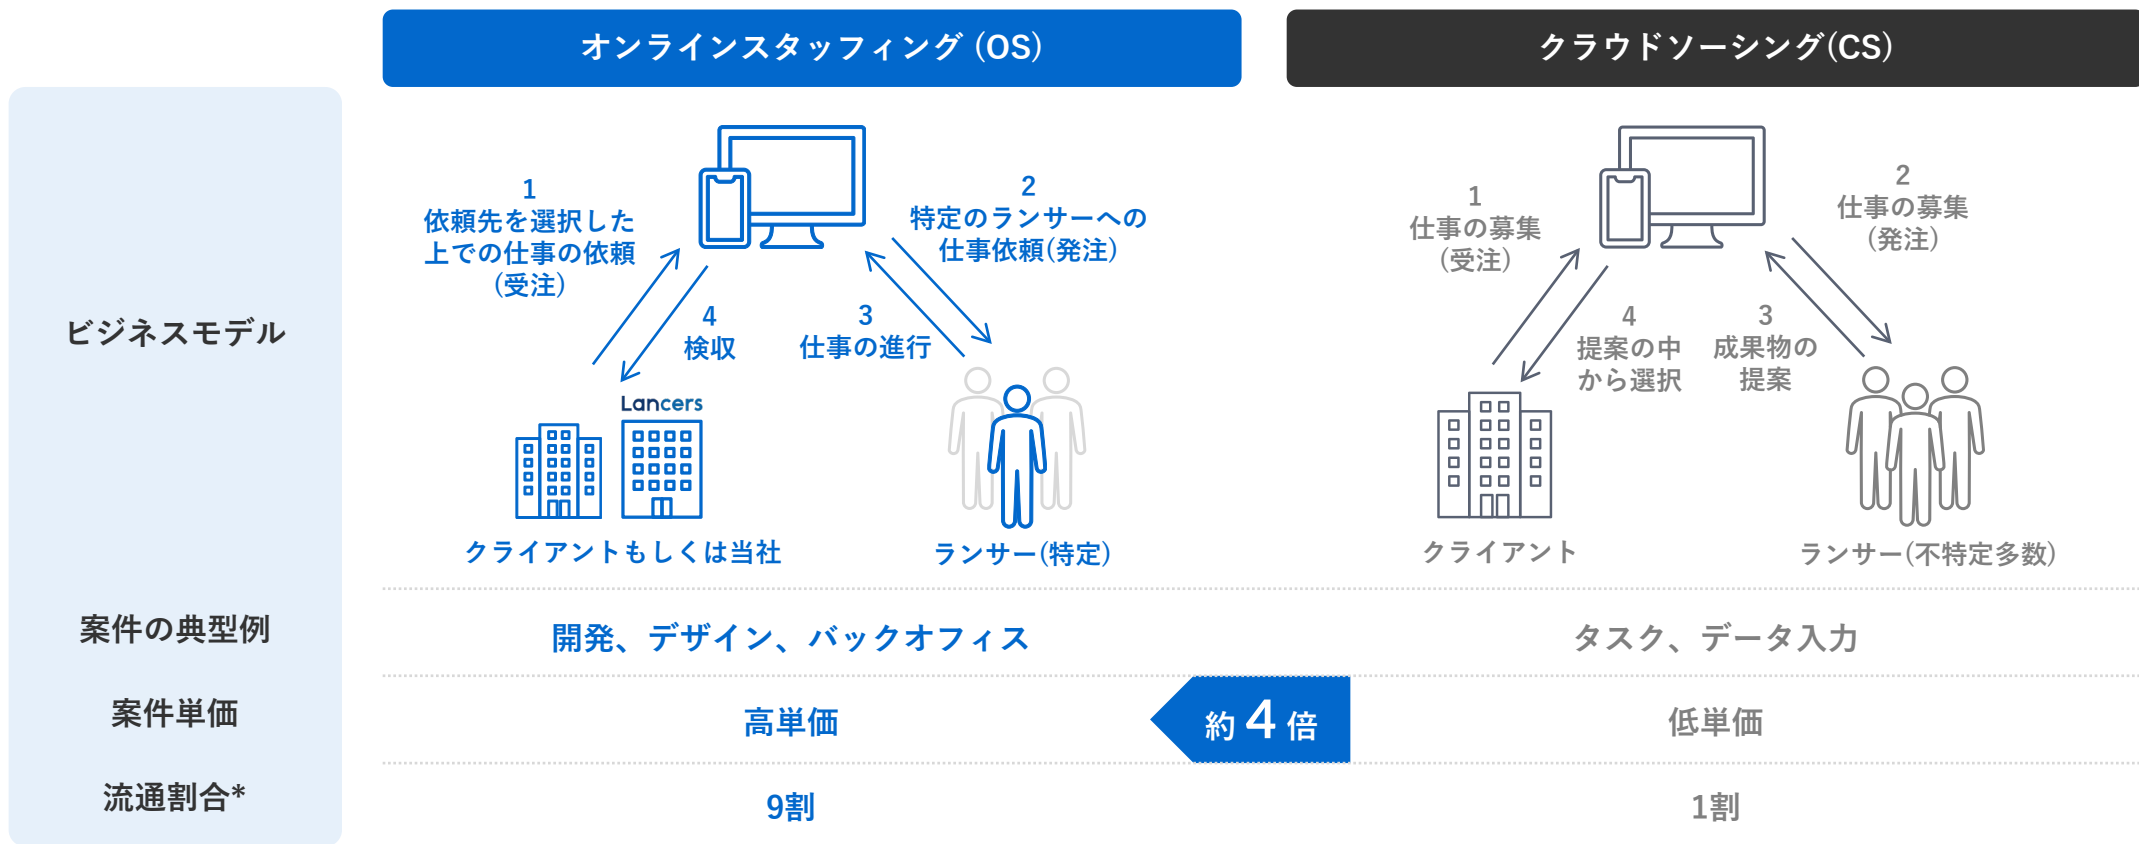 オンラインスタッフィング (OS)
クラウドソーシング(CS)
ビジネスモデル
1
依頼先を選択した
上での仕事の依頼
(受注)
2
特定のランサーへの
仕事依頼(発注)
4
検収
3
仕事の進行
Lancers
クライアントもしくは当社
ランサー(特定)
1
仕事の募集
(受注)
2
仕事の募集
(発注)
4
提案の中
から選択
3
成果物の
提案
クライアント
ランサー(不特定多数)
案件の典型例
開発、デザイン、バックオフィス
タスク、データ入力
案件単価
高単価
約4倍
低単価
流通割合*
9割
1割